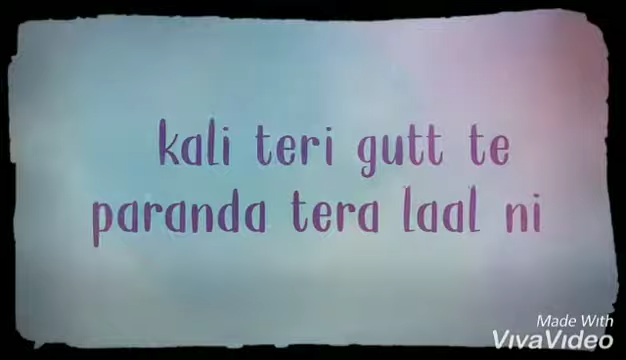 kali teri gutt te
paranda tera laal ni
Made With
VivaVideo